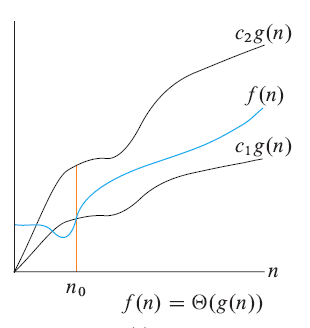 c₂g(n)
f(n)
c₁g(n)
n
n₀
f(n) = Θ(g(n))